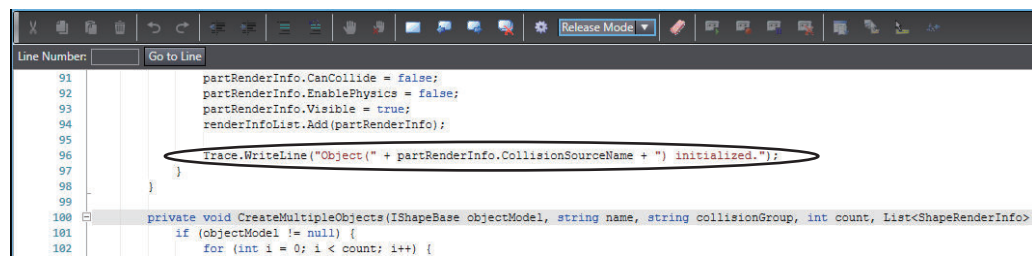 Release Mode
Line Number: Go to Line
91 partRenderInfo.CanCollide = false;
92 partRenderInfo.EnablePhysics = false;
93 partRenderInfo.Visible = true;
94 renderInfoList.Add(partRenderInfo);
95
96 Trace.WriteLine("Object(" + partRenderInfo.CollisionSourceName + ") initialized.");
97 }
98 }
99
100 private void CreateMultipleObjects(IShapeBase objectModel, string name, string collisionGroup, int count, List<ShapeRenderInfo>
101 if (objectModel != null) {
102 for (int i = 0; i < count; i++) {